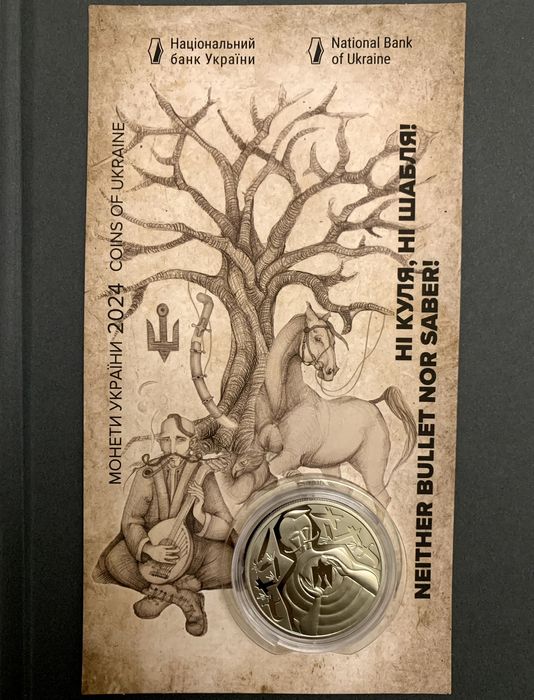 Національний
банк України
National Bank
of Ukraine
МОНЕТИ УКРАЇНИ 2024 COINS OF UKRAINE
НІ КУЛЯ, НІ ШАБЛЯ!
NEITHER BULLET NOR SABER!